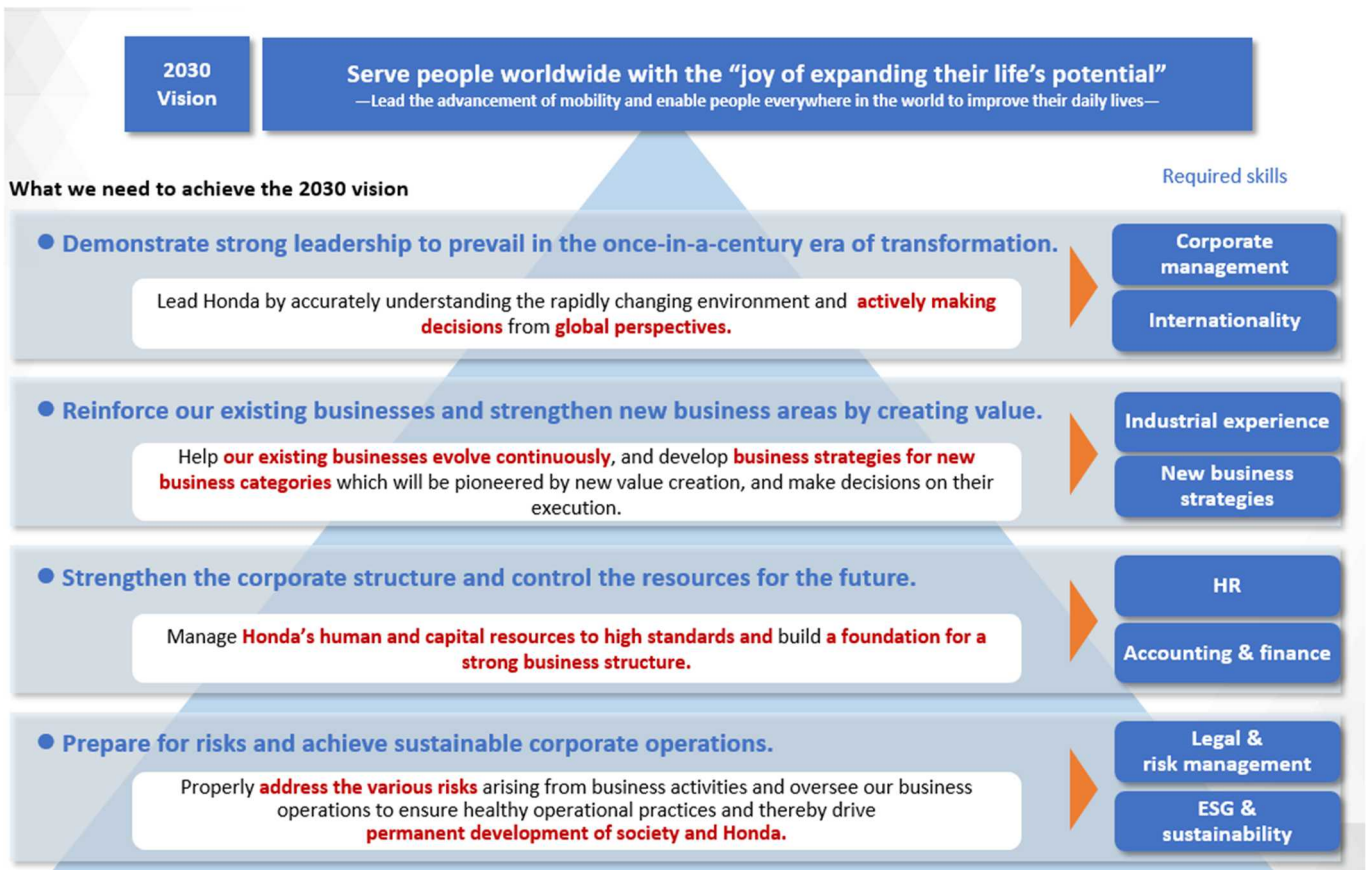 2030
Vision
Serve people worldwide with the “joy of expanding their life’s potential”
—Lead the advancement of mobility and enable people everywhere in the world to improve their daily lives—
What we need to achieve the 2030 vision
Required skills
● Demonstrate strong leadership to prevail in the once-in-a-century era of transformation.
Lead Honda by accurately understanding the rapidly changing environment and actively making
decisions from global perspectives.
Corporate
management
Internationality
● Reinforce our existing businesses and strengthen new business areas by creating value.
Help our existing businesses evolve continuously, and develop business strategies for new
business categories which will be pioneered by new value creation, and make decisions on their
execution.
Industrial experience
New business
strategies
● Strengthen the corporate structure and control the resources for the future.
Manage Honda’s human and capital resources to high standards and build a foundation for a
strong business structure.
HR
Accounting & finance
● Prepare for risks and achieve sustainable corporate operations.
Properly address the various risks arising from business activities and oversee our business
operations to ensure healthy operational practices and thereby drive
permanent development of society and Honda.
Legal &
risk management
ESG &
sustainability